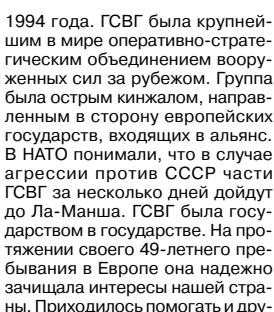 1994 года. ГСВГ была крупней-
шим в мире оперативно-страте-
гическим объединением воору-
женных сил за рубежом. Группа
была острым кинжалом, направ-
ленным в сторону европейских
государств, входящих в альянс.
В НАТО понимали, что в случае
агрессии против СССР части
ГСВГ за несколько дней дойдут
до Ла-Манша. ГСВГ была госу-
дарством в государстве. На про-
тяжении своего 49-летнего пре-
бывания в Европе она надежно
зачищала интересы нашей стра-
ны. Приходилось помогать и дру-